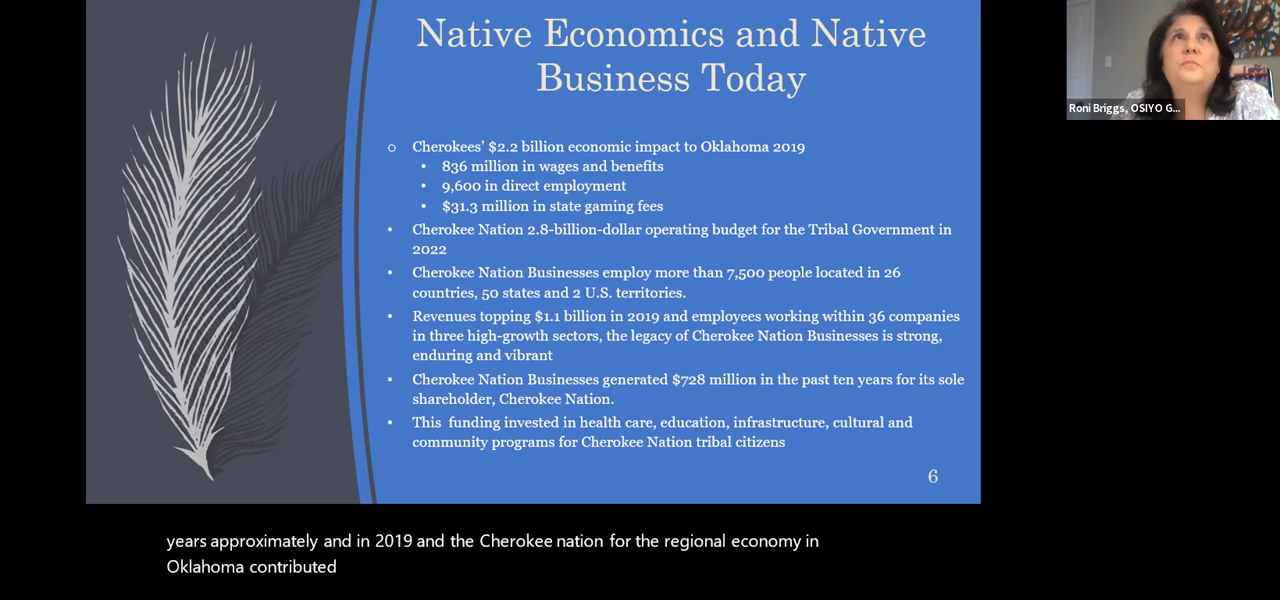 Native Economics and Native
Business Today
Cherokees' $2.2 billion economic impact to Oklahoma 2019
836 million in wages and benefits
9,600 in direct employment
$31.3 million in state gaming fees
Cherokee Nation 2.8-billion-dollar operating budget for the Tribal Government in
2022
Cherokee Nation Businesses employ more than 7,500 people located in 26
countries, 50 states and 2 U.S. territories.
Revenues topping $1.1 billion in 2019 and employees working within 36 companies
in three high-growth sectors, the legacy of Cherokee Nation Businesses is strong,
enduring and vibrant
Cherokee Nation Businesses generated $728 million in the past ten years for its sole
shareholder, Cherokee Nation.
This funding invested in health care, education, infrastructure, cultural and
community programs for Cherokee Nation tribal citizens
6
Roni Briggs, OSIYO G...
years approximately and in 2019 and the Cherokee nation for the regional economy in
Oklahoma contributed